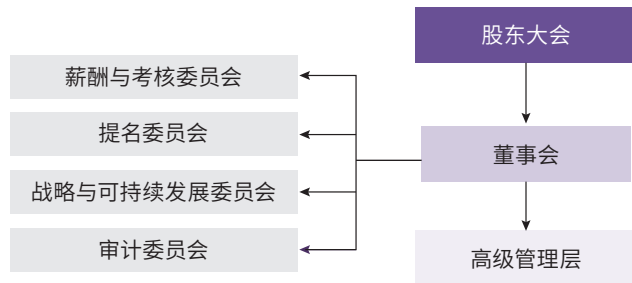 股东大会
薪酬与考核委员会
提名委员会
董事会
战略与可持续发展委员会
审计委员会
高级管理层